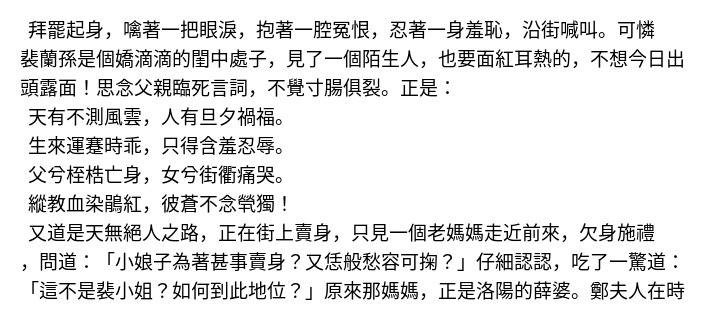 拜罷起身，噙著一把眼淚，抱著一腔冤恨，忍著一身羞恥，沿街喊叫。可憐
裴蘭孫是個嬌滴滴的閨中處子，見了一個陌生人，也要面紅耳熱的，不想今日出
頭露面！思念父親臨死言詞，不覺寸腸俱裂。正是：
天有不測風雲，人有旦夕禍福。
生來運蹇時乖，只得含羞忍辱。
父兮桎梏亡身，女兮街衢痛哭。
縱教血染鵑紅，彼蒼不念煢獨！
又道是天無絕人之路，正在街上賣身，只見一個老媽媽走近前來，欠身施禮
，問道：「小娘子為著甚事賣身？又恁般愁容可掬？」仔細認認，吃了一驚道：
「這不是裴小姐？如何到此地位？」原來那媽媽，正是洛陽的薛婆。鄭夫人在時